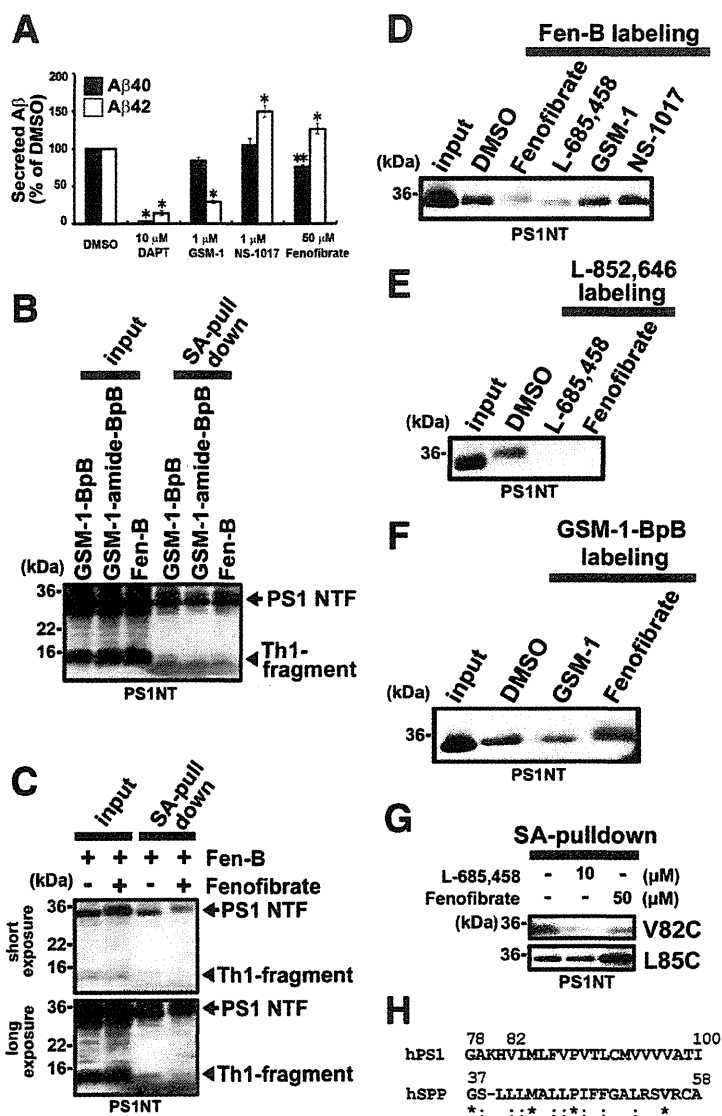 A
Secreted Aβ
(% of DMSO)
200
150
100
50
0
Aβ40
Aβ42
*
*
*
*
**
*
DMSO
10 μM
DAPT
1 μM
GSM-1
1 μM
NS-1017
50 μM
Fenofibrate
B
input
SA-pull
down
GSM-1-BpB
GSM-1-amide-BpB
Fen-B
GSM-1-BpB
GSM-1-amide-BpB
Fen-B
(kDa)
36-
22-
16-
PS1 NTF
Th1-
fragment
PS1NT
C
input
SA-pull
down
+ + + + Fen-B
- + - + Fenofibrate
(kDa)
short
exposure
36-
22-
16-
PS1 NTF
Th1-fragment
long
exposure
36-
22-
16-
PS1 NTF
Th1-fragment
PS1NT
D
Fen-B labeling
input
DMSO
Fenofibrate
L-685,458
GSM-1
NS-1017
(kDa)
36-
PS1NT
E
L-852,646
labeling
input
DMSO
L-685,458
Fenofibrate
(kDa)
36-
PS1NT
F
GSM-1-BpB
labeling
input
DMSO
GSM-1
Fenofibrate
(kDa)
36-
PS1NT
G
SA-pulldown
L-685,458 - 10 - (μM)
Fenofibrate - - 50 (μM)
(kDa) 36- V82C
36- L85C
PS1NT
H
78 82 100
hPS1 GAKHVIMLFVPVTLCMVVVVATI
37 58
hSPP GS-LLLMALLPIFFGALRSVRCA